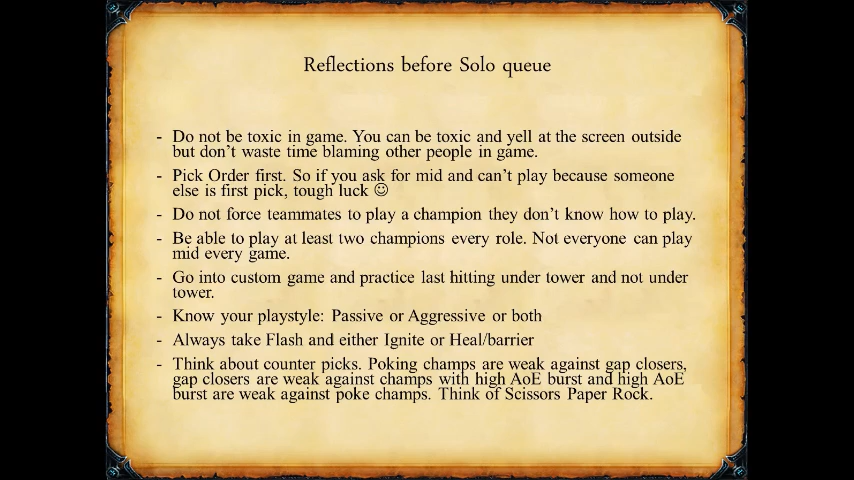 Reflections before Solo queue
- Do not be toxic in game. You can be toxic and yell at the screen outside
but don't waste time blaming other people in game.
- Pick Order first. So if you ask for mid and can't play because someone
else is first pick, tough luck ☺
- Do not force teammates to play a champion they don't know how to play.
- Be able to play at least two champions every role. Not everyone can play
mid every game.
- Go into custom game and practice last hitting under tower and not under
tower.
- Know your playstyle: Passive or Aggressive or both
- Always take Flash and either Ignite or Heal/barrier
- Think about counter picks. Poking champs are weak against gap closers,
gap closers are weak against champs with high AoE burst and high AoE
burst are weak against poke champs. Think of Scissors Paper Rock.